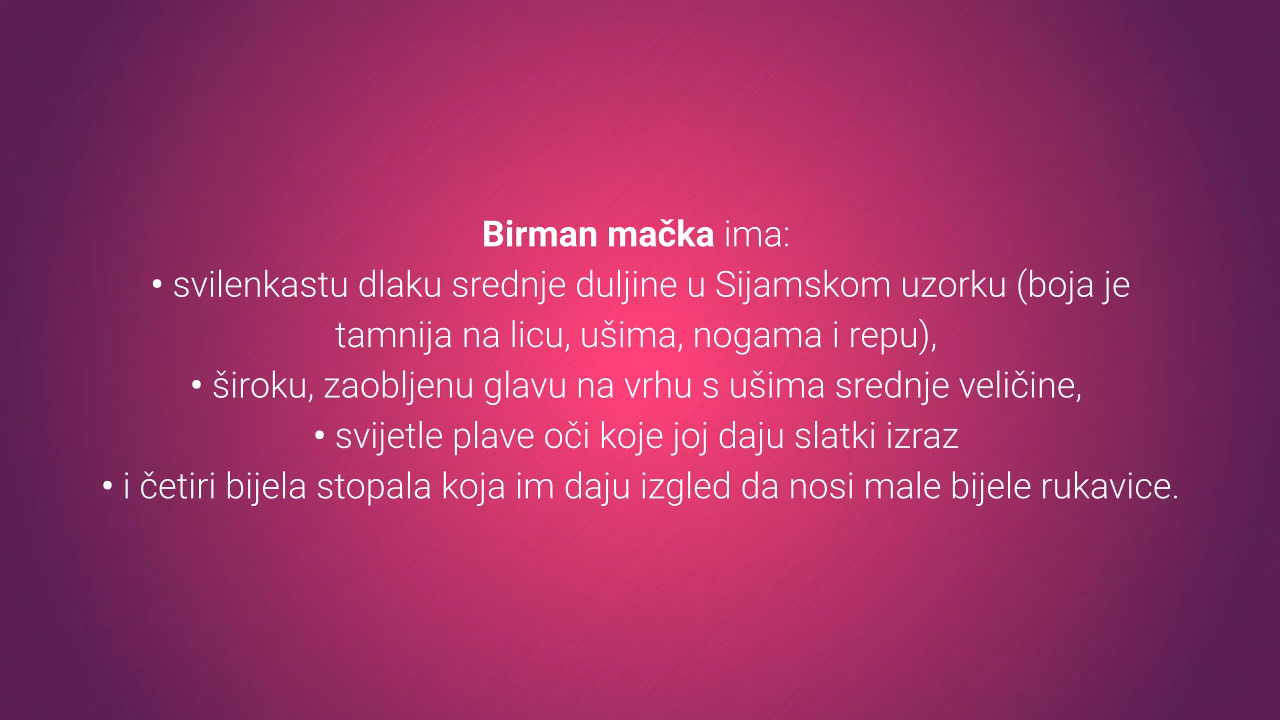 Birman mačka ima:
• svilenkastu dlaku srednje duljine u Sijamskom uzorku (boja je
tamnija na licu, ušima, nogama i repu),
• široku, zaobljenu glavu na vrhu s ušima srednje veličine,
• svijetle plave oči koje joj daju slatki izraz
• i četiri bijela stopala koja im daju izgled da nosi male bijele rukavice.